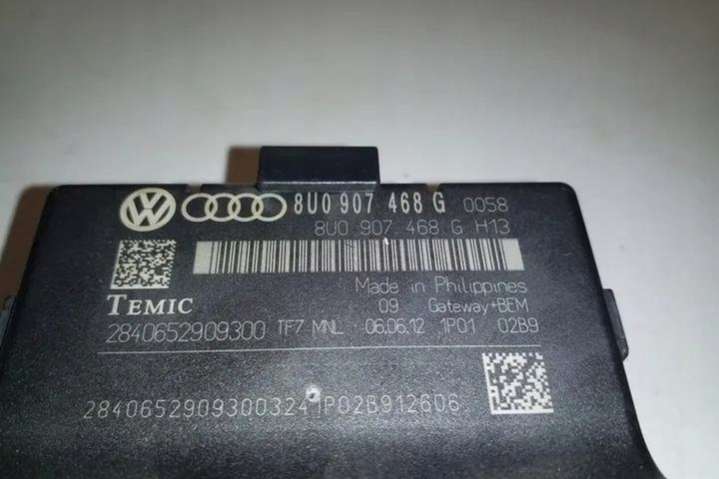 8U0 907 468 G 0058
8U0 907 468 G H13
Made in Philippines
TEMIC 09 Gateway+BEM
2840652909300 TF7 MNL 06.06.12 1P01 02B9
28406529093003241P02B912606